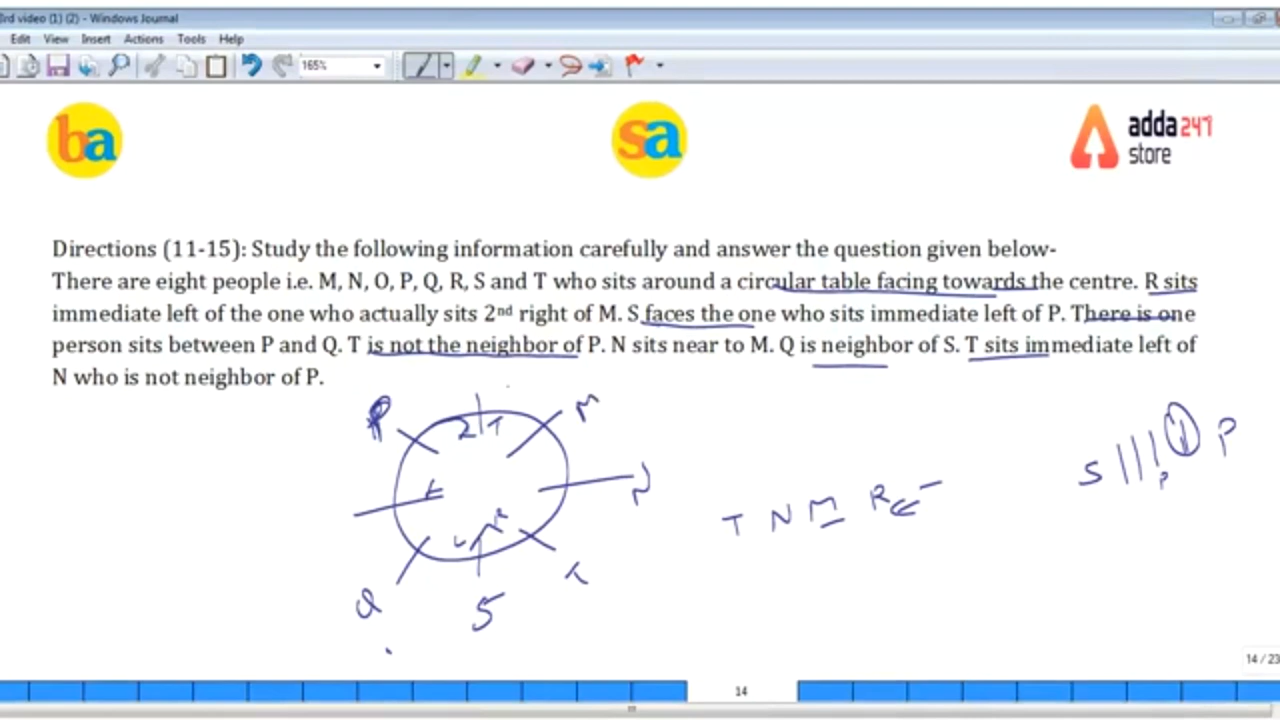 3rd video (1) (2) - Windows Journal
Edit View Insert Actions Tools Help
165%
ba
sa
adda247
store
Directions (11-15): Study the following information carefully and answer the question given below-
There are eight people i.e. M, N, O, P, Q, R, S and T who sits around a circular table facing towards the centre. R sits
immediate left of the one who actually sits 2nd right of M. S faces the one who sits immediate left of P. There is one
person sits between P and Q. T is not the neighbor of P. N sits near to M. Q is neighbor of S. T sits immediate left of
N who is not neighbor of P.
P
M
N
T N M R
S P
P
Q
S
T
14 / 23
14